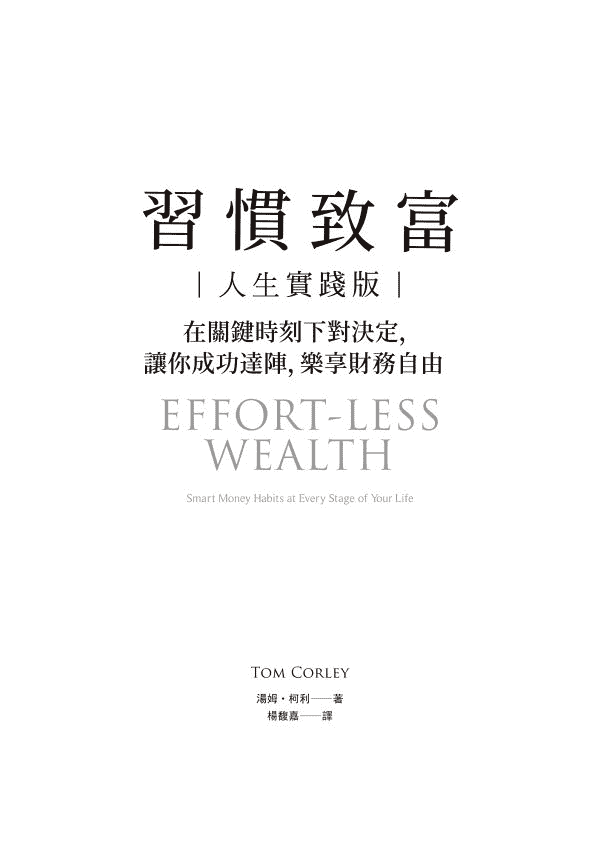 習慣致富
｜人生實踐版｜
在關鍵時刻下對決定,
讓你成功達陣, 樂享財務自由
EFFORT-LESS
WEALTH
Smart Money Habits at Every Stage of Your Life
TOM CORLEY
湯姆・柯利——著
楊馥嘉——譯